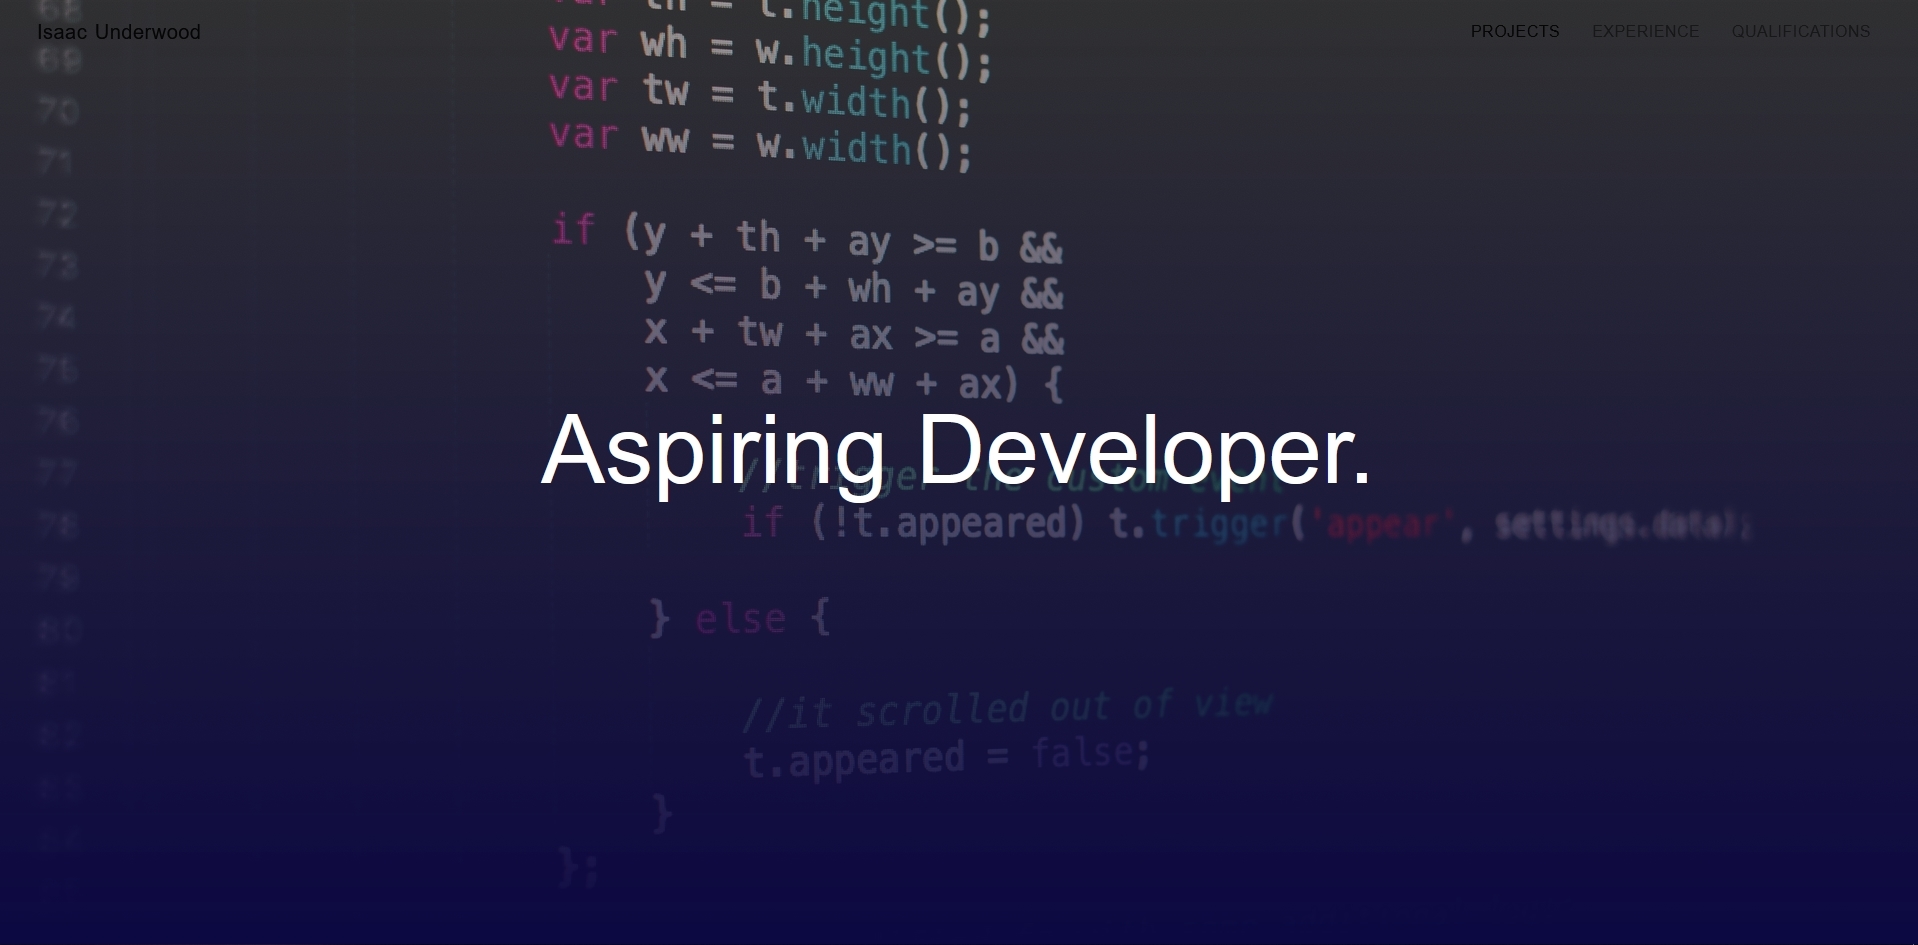 Isaac Underwood
PROJECTS EXPERIENCE QUALIFICATIONS
68
69
70
71
72
73
74
75
76
77
78
79
80
81
82
83
84
var th = t.height();
var wh = w.height();
var tw = t.width();
var ww = w.width();
if (y + th + ay >= b &&
y <= b + wh + ay &&
x + tw + ax >= a &&
x <= a + ww + ax) {
Aspiring Developer.
//trigger the custom event
if (!t.appeared) t.trigger('appear', settings.data);
} else {
//it scrolled out of view
t.appeared = false;
}
};